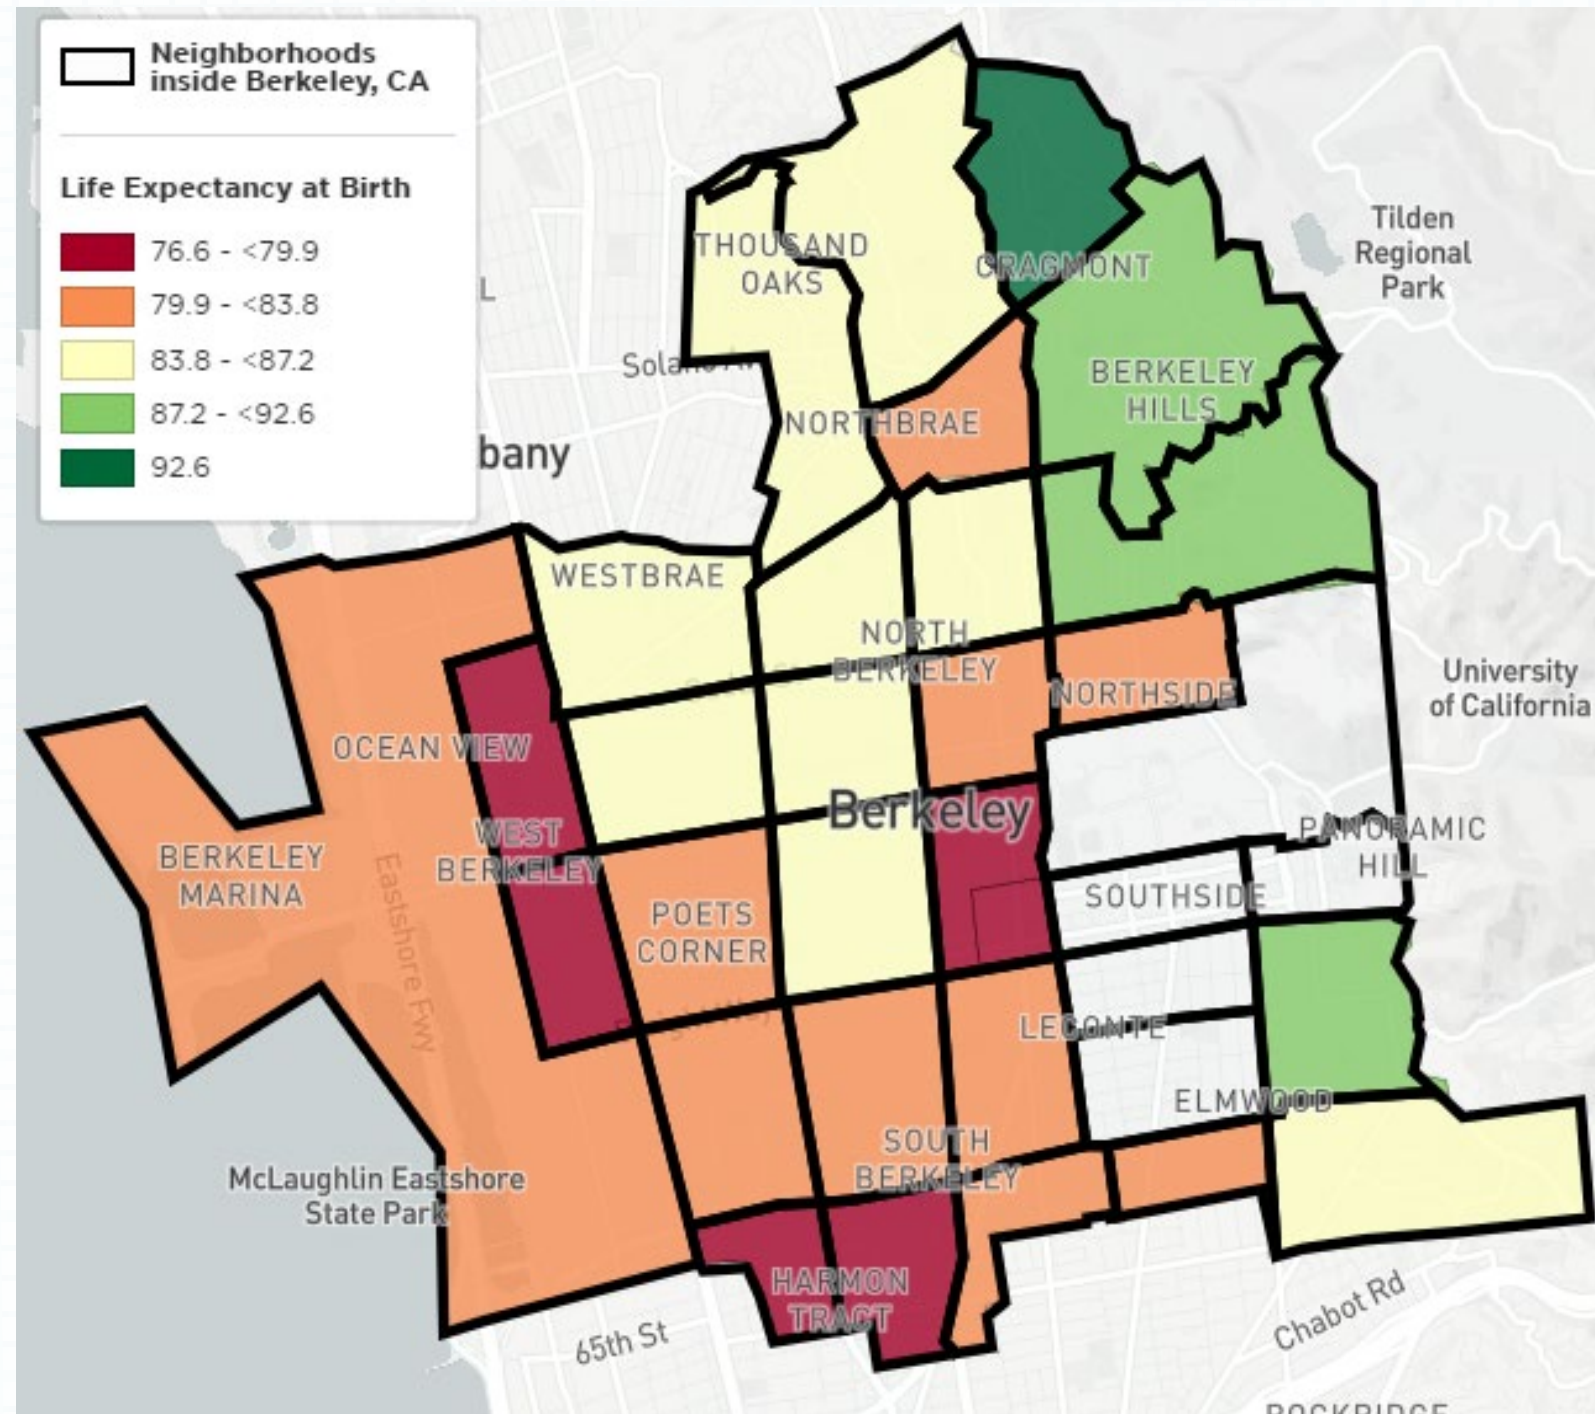 Neighborhoods
inside Berkeley, CA
Life Expectancy at Birth
76.6 - <79.9
79.9 - <83.8
83.8 - <87.2
87.2 - <92.6
92.6
L
bany
THOUSAND
OAKS
CRAGMONT
Tilden
Regional
Park
Solano Av
BERKELEY
HILLS
NORTHBRAE
WESTBRAE
NORTH
BERKELEY
NORTHSIDE
University
of California
OCEAN VIEW
Berkeley
WEST
BERKELEY
PANORAMIC
HILL
BERKELEY
MARINA
Eastshore Fwy
SOUTHSIDE
POETS
CORNER
LECONTE
ELMWOOD
SOUTH
BERKELEY
McLaughlin Eastshore
State Park
HARMON
TRACT
65th St
Chabot Rd
ROCKRIDGE